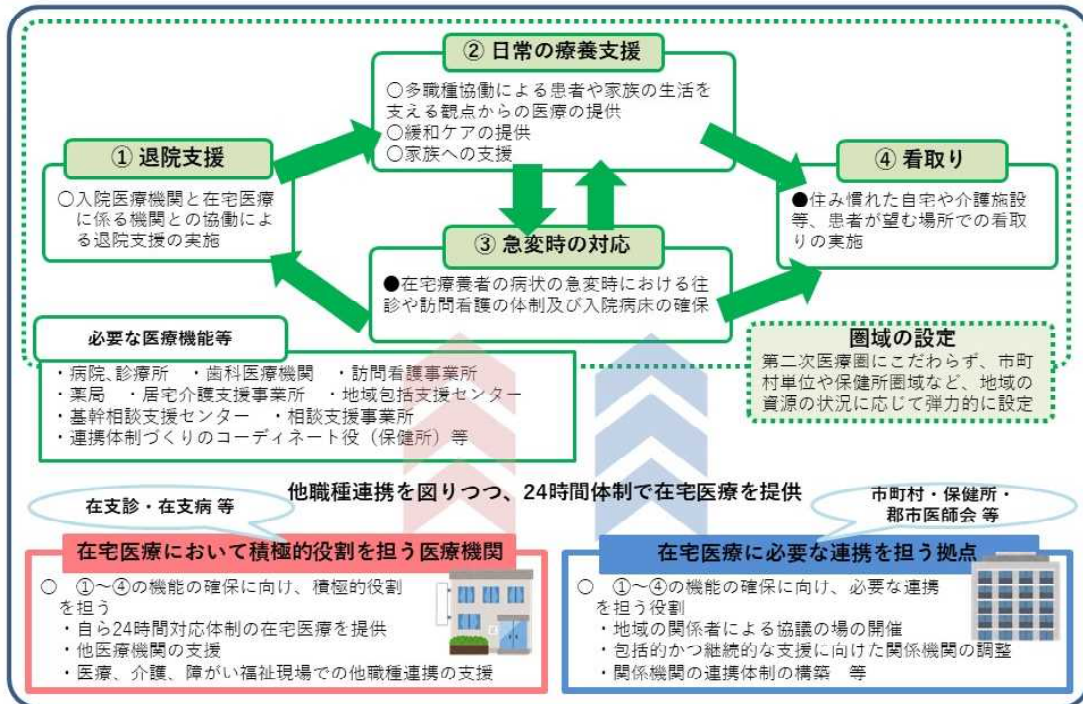 ② 日常の療養支援
○多職種協働による患者や家族の生活を
支える観点からの医療の提供
○緩和ケアの提供
○家族への支援
① 退院支援
○入院医療機関と在宅医療
に係る機関との協働によ
る退院支援の実施
④ 看取り
●住み慣れた自宅や介護施設
等、患者が望む場所での看取
りの実施
③ 急変時の対応
●在宅療養者の病状の急変時における往
診や訪問看護の体制及び入院病床の確保
必要な医療機能等
・病院、診療所 ・歯科医療機関 ・訪問看護事業所
・薬局 ・居宅介護支援事業所 ・地域包括支援センター
・基幹相談支援センター ・相談支援事業所
・連携体制づくりのコーディネート役（保健所）等
圏域の設定
第二次医療圏にこだわらず、市町
村単位や保健所圏域など、地域の
資源の状況に応じて弾力的に設定
他職種連携を図りつつ、24時間体制で在宅医療を提供
在支診・在支病 等
市町村・保健所・
郡市医師会 等
在宅医療において積極的役割を担う医療機関
○ ①～④の機能の確保に向け、積極的役割
を担う
・自ら24時間対応体制の在宅医療を提供
・他医療機関の支援
・医療、介護、障がい福祉現場での他職種連携の支援
在宅医療に必要な連携を担う拠点
○ ①～④の機能の確保に向け、必要な連携
を担う役割
・地域の関係者による協議の場の開催
・包括的かつ継続的な支援に向けた関係機関の調整
・関係機関の連携体制の構築 等